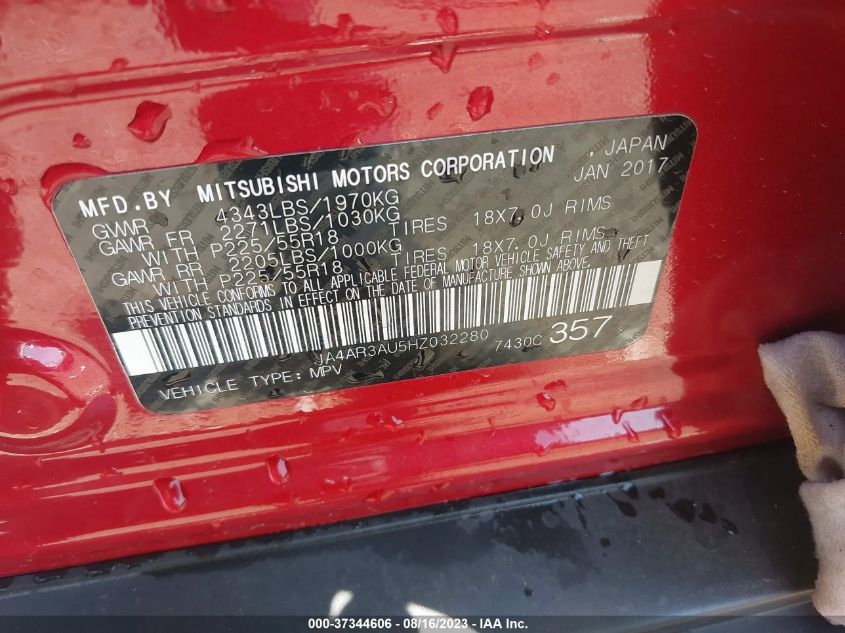 MFD.BY MITSUBISHI MOTORS CORPORATION , JAPAN
GVWR 4343LBS/1970KG JAN 2017
GAWR FR 2271LBS/1030KG
WITH P225/55R18 TIRES 18X7.0J RIMS
GAWR RR 2205LBS/1000KG
WITH P225/55R18 TIRES 18X7.0J RIMS
THIS VEHICLE CONFORMS TO ALL APPLICABLE FEDERAL MOTOR VEHICLE SAFETY AND THEFT
PREVENTION STANDARDS IN EFFECT ON THE DATE OF MANUFACTURE SHOWN ABOVE.
JA4AR3AU5HZ032280 7430C 357
VEHICLE TYPE: MPV
000-37344606 - 08/16/2023 - © IAA Inc.